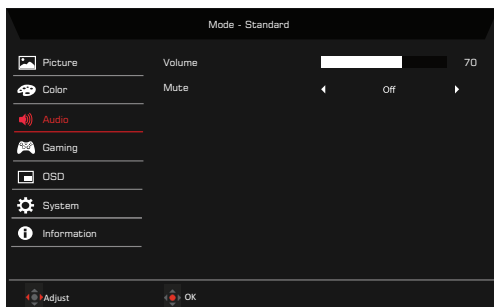 Mode - Standard
Picture
Volume 70
Color
Mute Off
Audio
Gaming
OSD
System
Information
Adjust OK